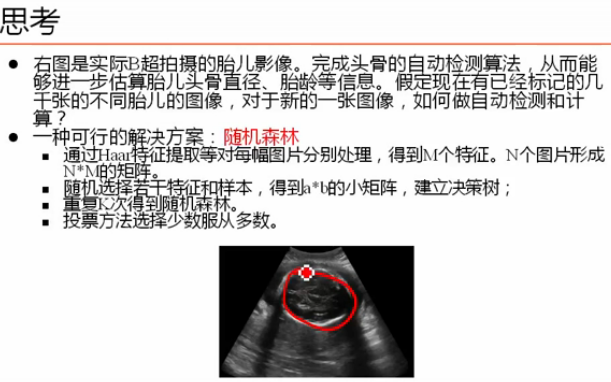 思考
右图是实际B超拍摄的胎儿影像。完成头骨的自动检测算法，从而能
够进一步估算胎儿头骨直径、胎龄等信息。假定现在有已经标记的几
千张的不同胎儿的图像，对于新的一张图像，如何做自动检测和计
算？
一种可行的解决方案：随机森林
通过Haar特征提取等对每幅图片分别处理，得到M个特征。N个图片形成
N*M的矩阵。
随机选择若干特征和样本，得到a*b的小矩阵，建立决策树；
重复K次得到随机森林。
投票方法选择少数服从多数。